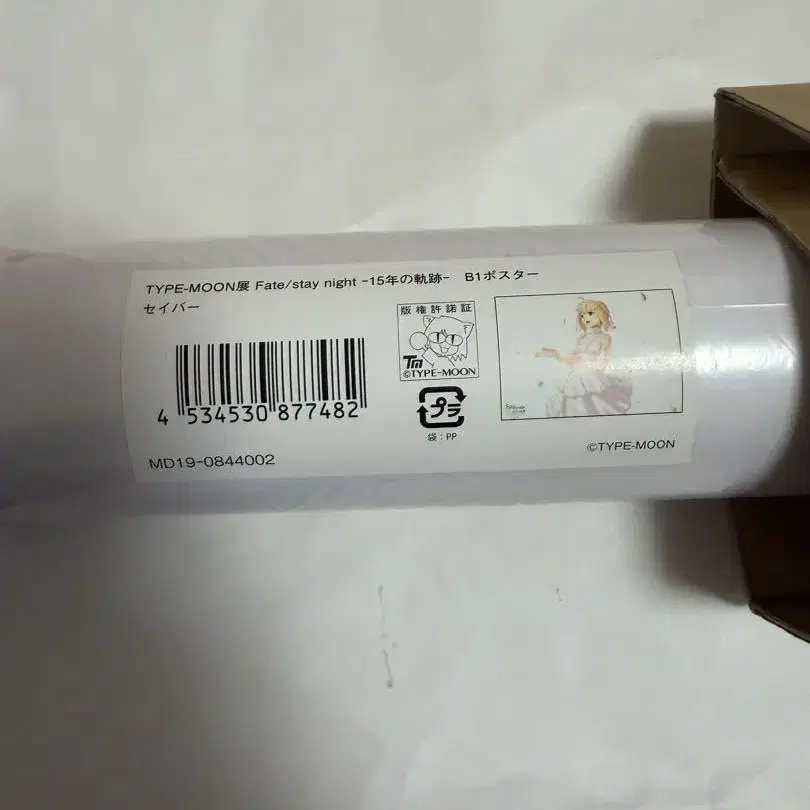 TYPE-MOON展 Fate/stay night -15年の軌跡- B1ポスター
セイバー
版権許諾証
TM
©TYPE-MOON
4 534530 877482
プラ
袋：PP
MD19-0844002
©TYPE-MOON